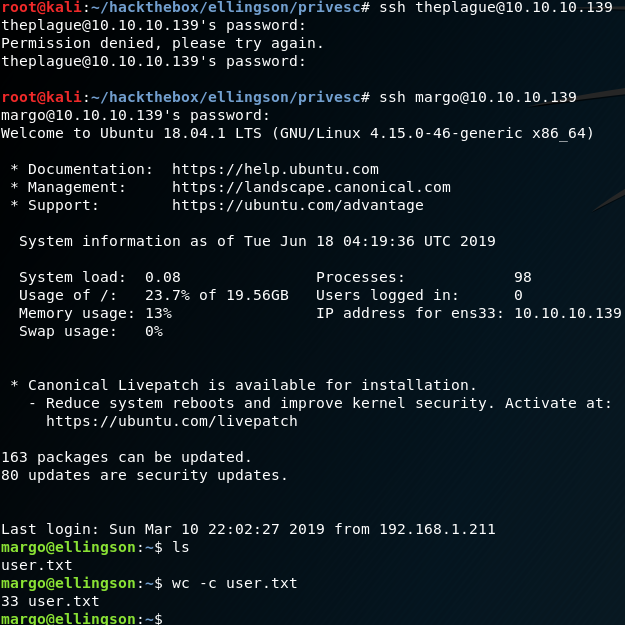 root@kali:~/hackthebox/ellingson/privesc# ssh theplague@10.10.10.139
theplague@10.10.10.139's password:
Permission denied, please try again.
theplague@10.10.10.139's password:
root@kali:~/hackthebox/ellingson/privesc# ssh margo@10.10.10.139
margo@10.10.10.139's password:
Welcome to Ubuntu 18.04.1 LTS (GNU/Linux 4.15.0-46-generic x86_64)
* Documentation:  https://help.ubuntu.com
* Management:     https://landscape.canonical.com
* Support:        https://ubuntu.com/advantage
System information as of Tue Jun 18 04:19:36 UTC 2019
System load:  0.08               Processes:            98
Usage of /:   23.7% of 19.56GB   Users logged in:      0
Memory usage: 13%                IP address for ens33: 10.10.10.139
Swap usage:   0%
* Canonical Livepatch is available for installation.
- Reduce system reboots and improve kernel security. Activate at:
https://ubuntu.com/livepatch
163 packages can be updated.
80 updates are security updates.
Last login: Sun Mar 10 22:02:27 2019 from 192.168.1.211
margo@ellingson:~$ ls
user.txt
margo@ellingson:~$ wc -c user.txt
33 user.txt
margo@ellingson:~$